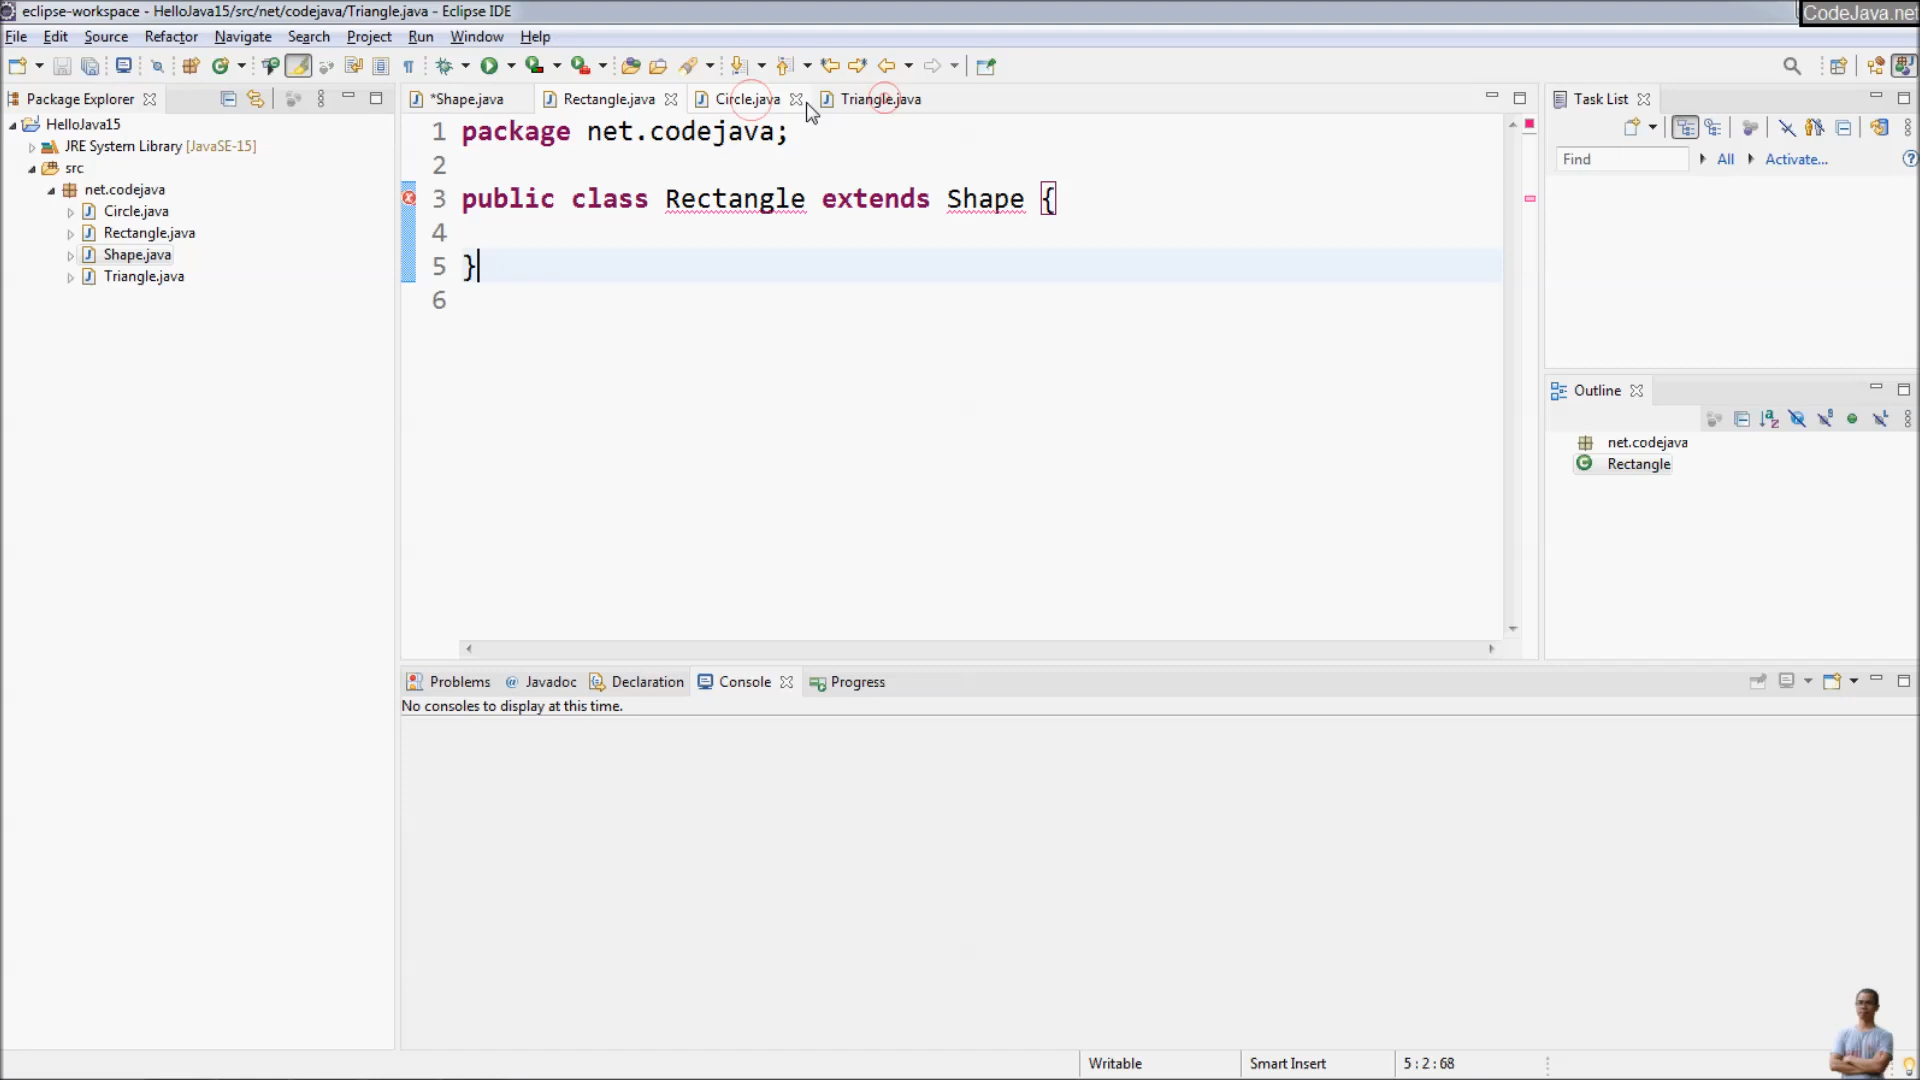 eclipse-workspace - HelloJava15/src/net/codejava/Triangle.java - Eclipse IDE
CodeJava.net
File Edit Source Refactor Navigate Search Project Run Window Help
Package Explorer
*Shape.java Rectangle.java Circle.java Triangle.java
Task List
HelloJava15
JRE System Library [JavaSE-15]
src
net.codejava
Circle.java
Rectangle.java
Shape.java
Triangle.java
1 package net.codejava;
2
3 public class Rectangle extends Shape {
4
5 }
6
Find All Activate...
Outline
net.codejava
Rectangle
Problems Javadoc Declaration Console Progress
No consoles to display at this time.
Writable Smart Insert 5 : 2 : 68